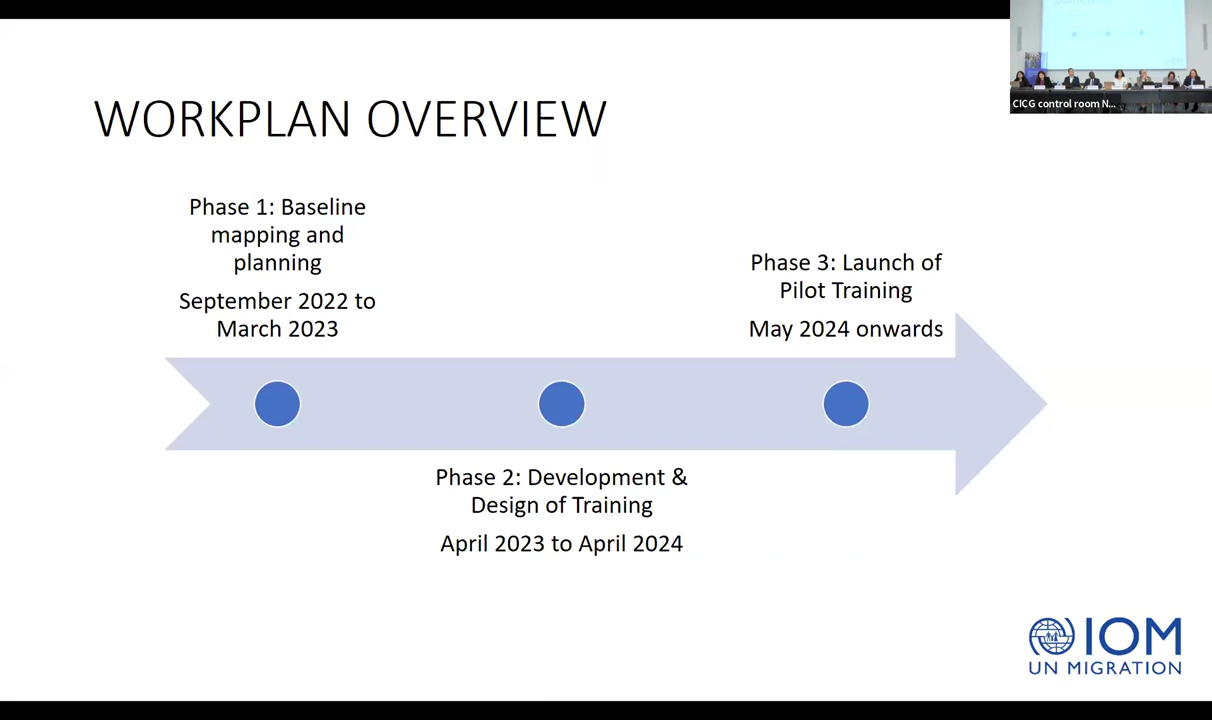 CICG control room N...
WORKPLAN OVERVIEW
Phase 1: Baseline
mapping and
planning
September 2022 to
March 2023
Phase 3: Launch of
Pilot Training
May 2024 onwards
Phase 2: Development &
Design of Training
April 2023 to April 2024
IOM
UN MIGRATION